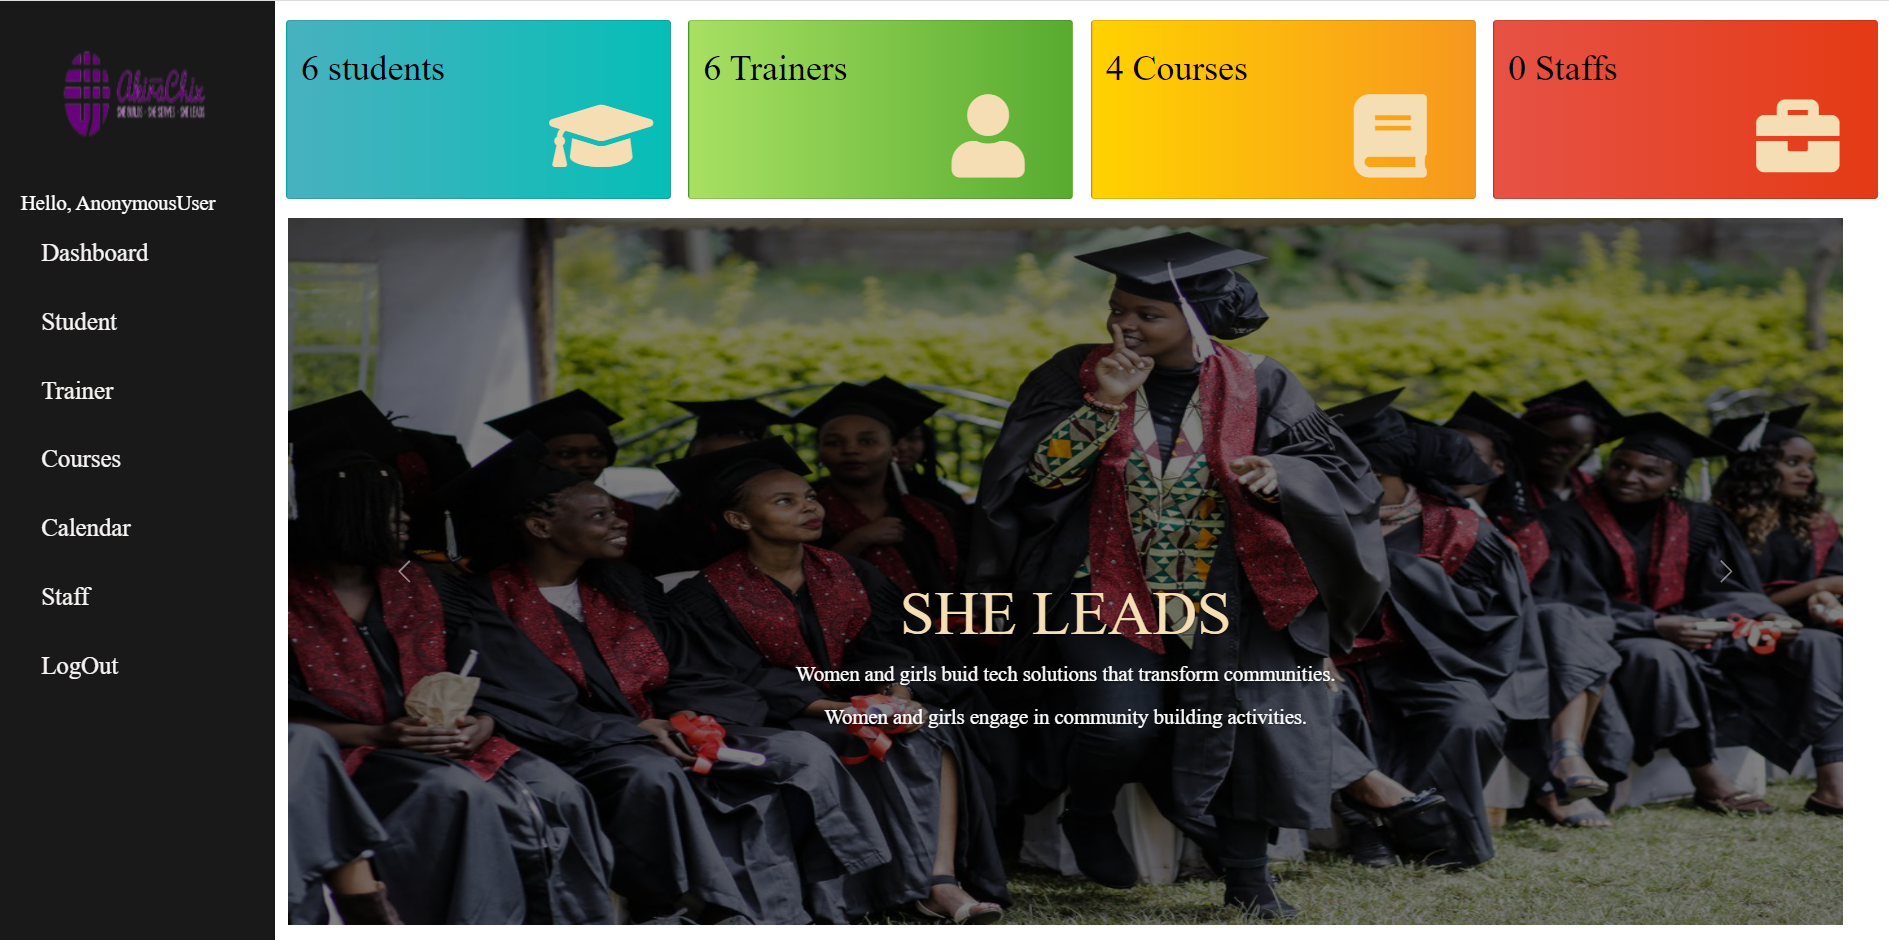 AkiraChix
SHE BUILDS - SHE SERVES - SHE LEADS
Hello, AnonymousUser
Dashboard
Student
Trainer
Courses
Calendar
Staff
LogOut
6 students
6 Trainers
4 Courses
0 Staffs
SHE LEADS
Women and girls buid tech solutions that transform communities.
Women and girls engage in community building activities.